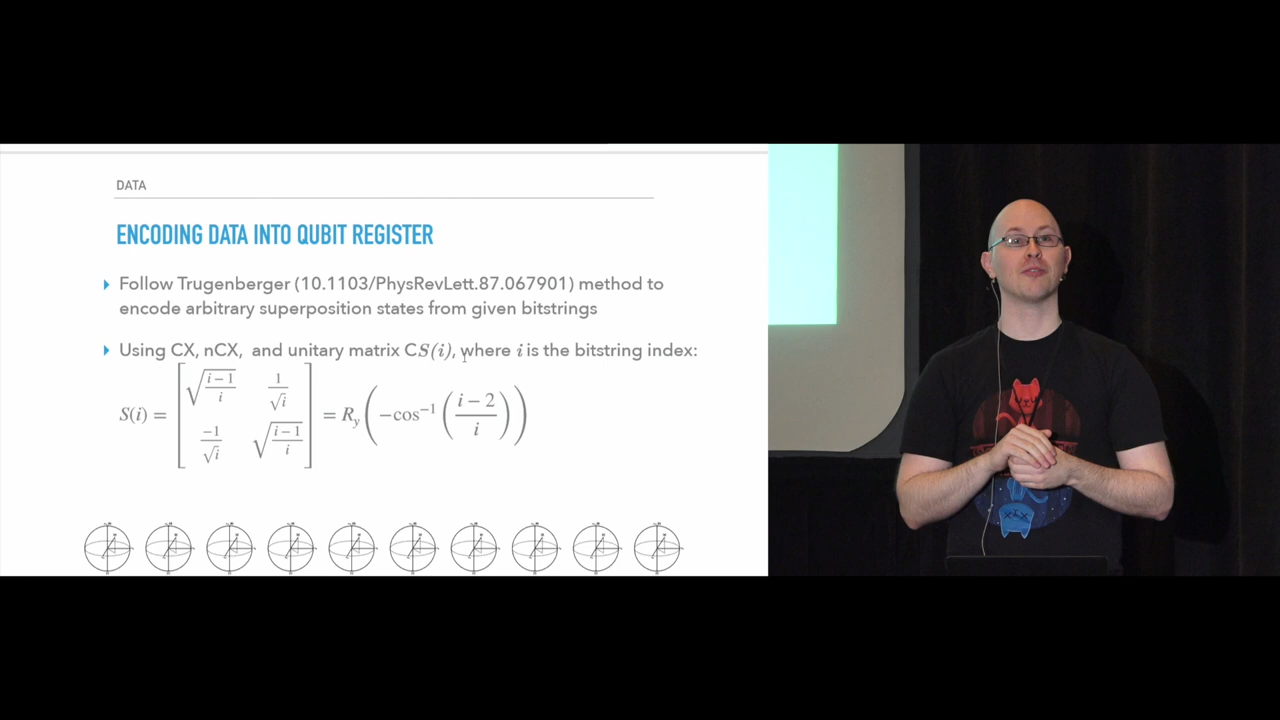 DATA
ENCODING DATA INTO QUBIT REGISTER
Follow Trugenberger (10.1103/PhysRevLett.87.067901) method to
encode arbitrary superposition states from given bitstrings
Using CX, nCX, and unitary matrix CS(i), where i is the bitstring index:
S(i) = [√((i−1)/i) 1/√i; −1/√i √((i−1)/i)] = R_y(−cos⁻¹((i−2)/i))